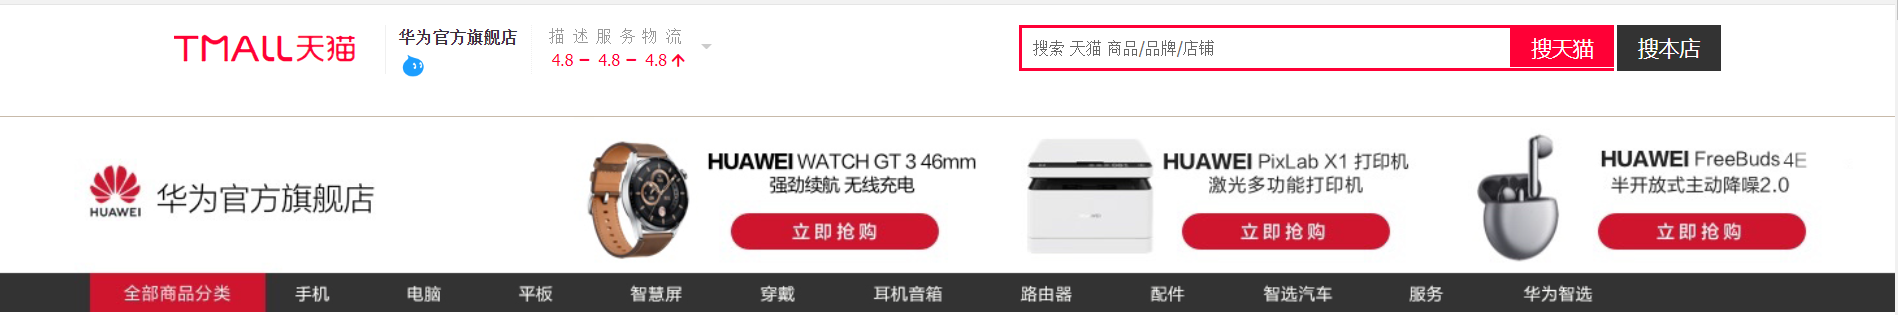 TMALL天猫
华为官方旗舰店
描述 服务 物流
4.8 - 4.8 - 4.8
搜索 天猫 商品/品牌/店铺
搜天猫
搜本店
HUAWEI
华为官方旗舰店
HUAWEI WATCH GT 3 46mm
强劲续航 无线充电
立即抢购
HUAWEI
HUAWEI PixLab X1 打印机
激光多功能打印机
立即抢购
HUAWEI FreeBuds 4E
半开放式主动降噪2.0
立即抢购
全部商品分类 手机 电脑 平板 智慧屏 穿戴 耳机音箱 路由器 配件 智选汽车 服务 华为智选